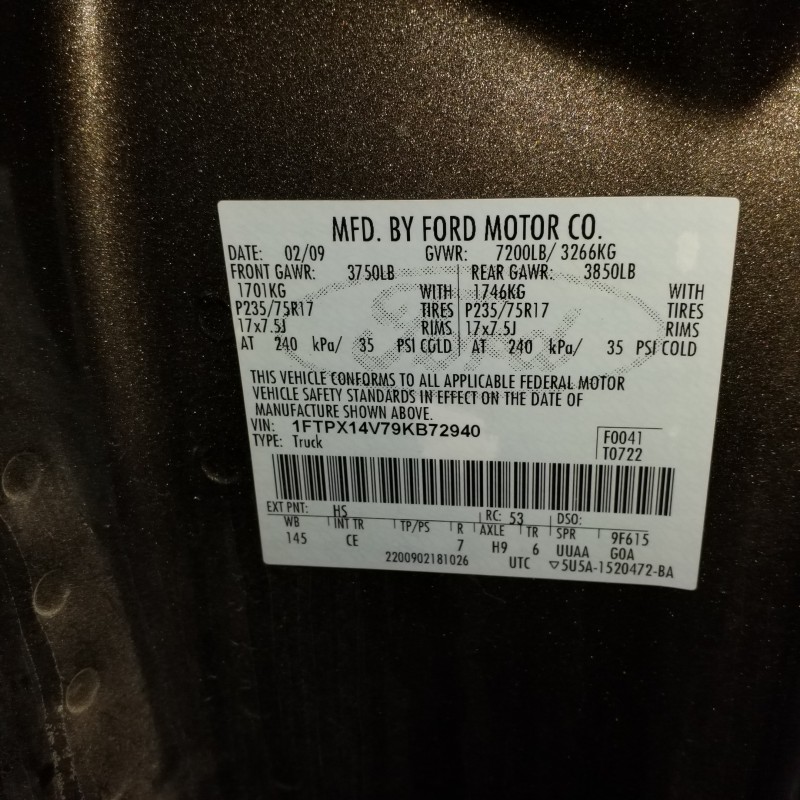 MFD. BY FORD MOTOR CO.
DATE: 02/09 GVWR: 7200LB/ 3266KG
FRONT GAWR: 3750LB REAR GAWR: 3850LB
1701KG WITH 1746KG WITH
P235/75R17 TIRES P235/75R17 TIRES
17x7.5J RIMS 17x7.5J RIMS
AT 240 kPa/ 35 PSI COLD AT 240 kPa/ 35 PSI COLD
Ford
THIS VEHICLE CONFORMS TO ALL APPLICABLE FEDERAL MOTOR
VEHICLE SAFETY STANDARDS IN EFFECT ON THE DATE OF
MANUFACTURE SHOWN ABOVE.
VIN: 1FTPX14V79KB72940 F0041
TYPE: Truck T0722
EXT PNT: HS RC: 53 DSO:
WB INT TR TP/PS R AXLE TR SPR 9F615
145 CE 7 H9 6 UUAA GOA
2200902181026 UTC ▽5U5A-1520472-BA